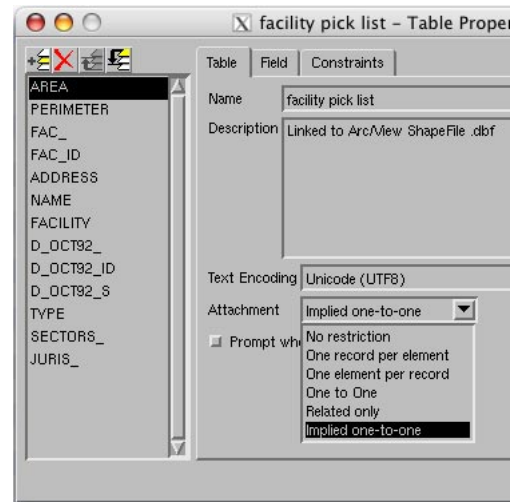 facility pick list – Table Proper
Table Field Constraints
AREA
PERIMETER
FAC_
FAC_ID
ADDRESS
NAME
FACILITY
D_OCT92_
D_OCT92_ID
D_OCT92_S
TYPE
SECTORS_
JURIS_
Name facility pick list
Description Linked to Arc/View ShapeFile .dbf
Text Encoding Unicode (UTF8)
Attachment Implied one-to-one
Prompt whe
No restriction
One record per element
One element per record
One to One
Related only
Implied one-to-one